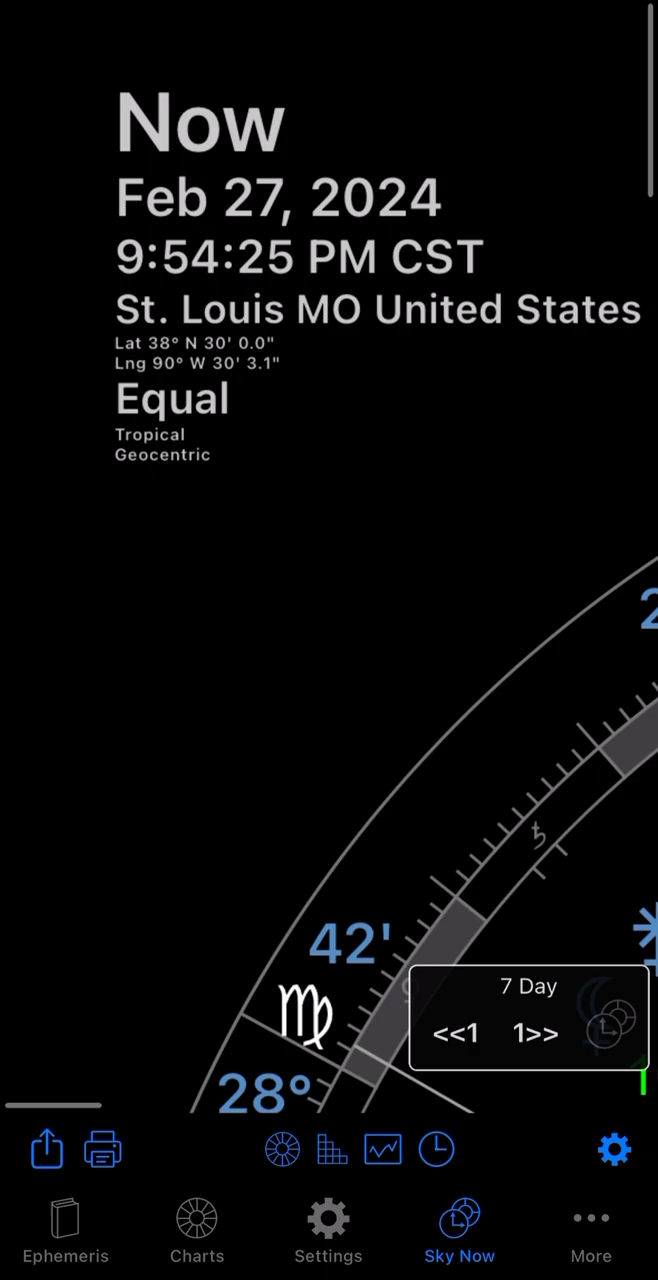 Now
Feb 27, 2024
9:54:25 PM CST
St. Louis MO United States
Lat 38° N 30' 0.0"
Lng 90° W 30' 3.1"
Equal
Tropical
Geocentric
2
♄
42'
♍
28°
7 Day
<<1 1>>
Ephemeris Charts Settings Sky Now More